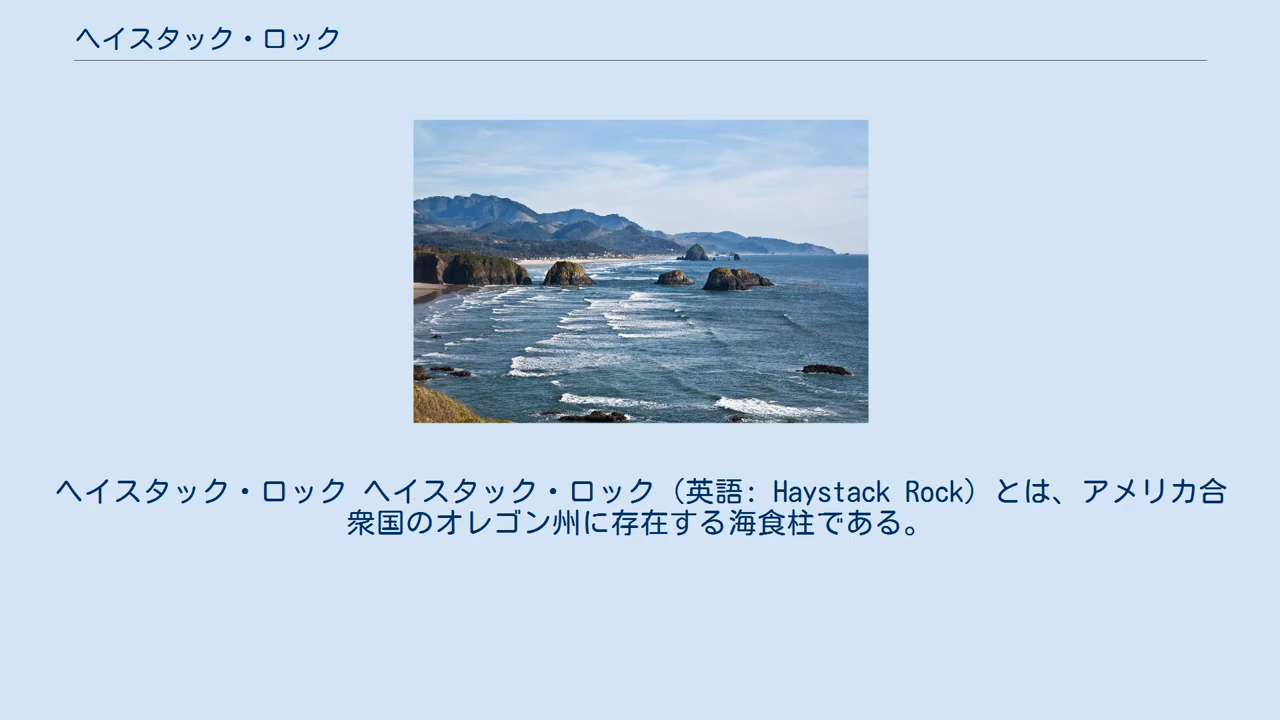 ヘイスタック・ロック
ヘイスタック・ロック ヘイスタック・ロック（英語: Haystack Rock）とは、アメリカ合
衆国のオレゴン州に存在する海食柱である。